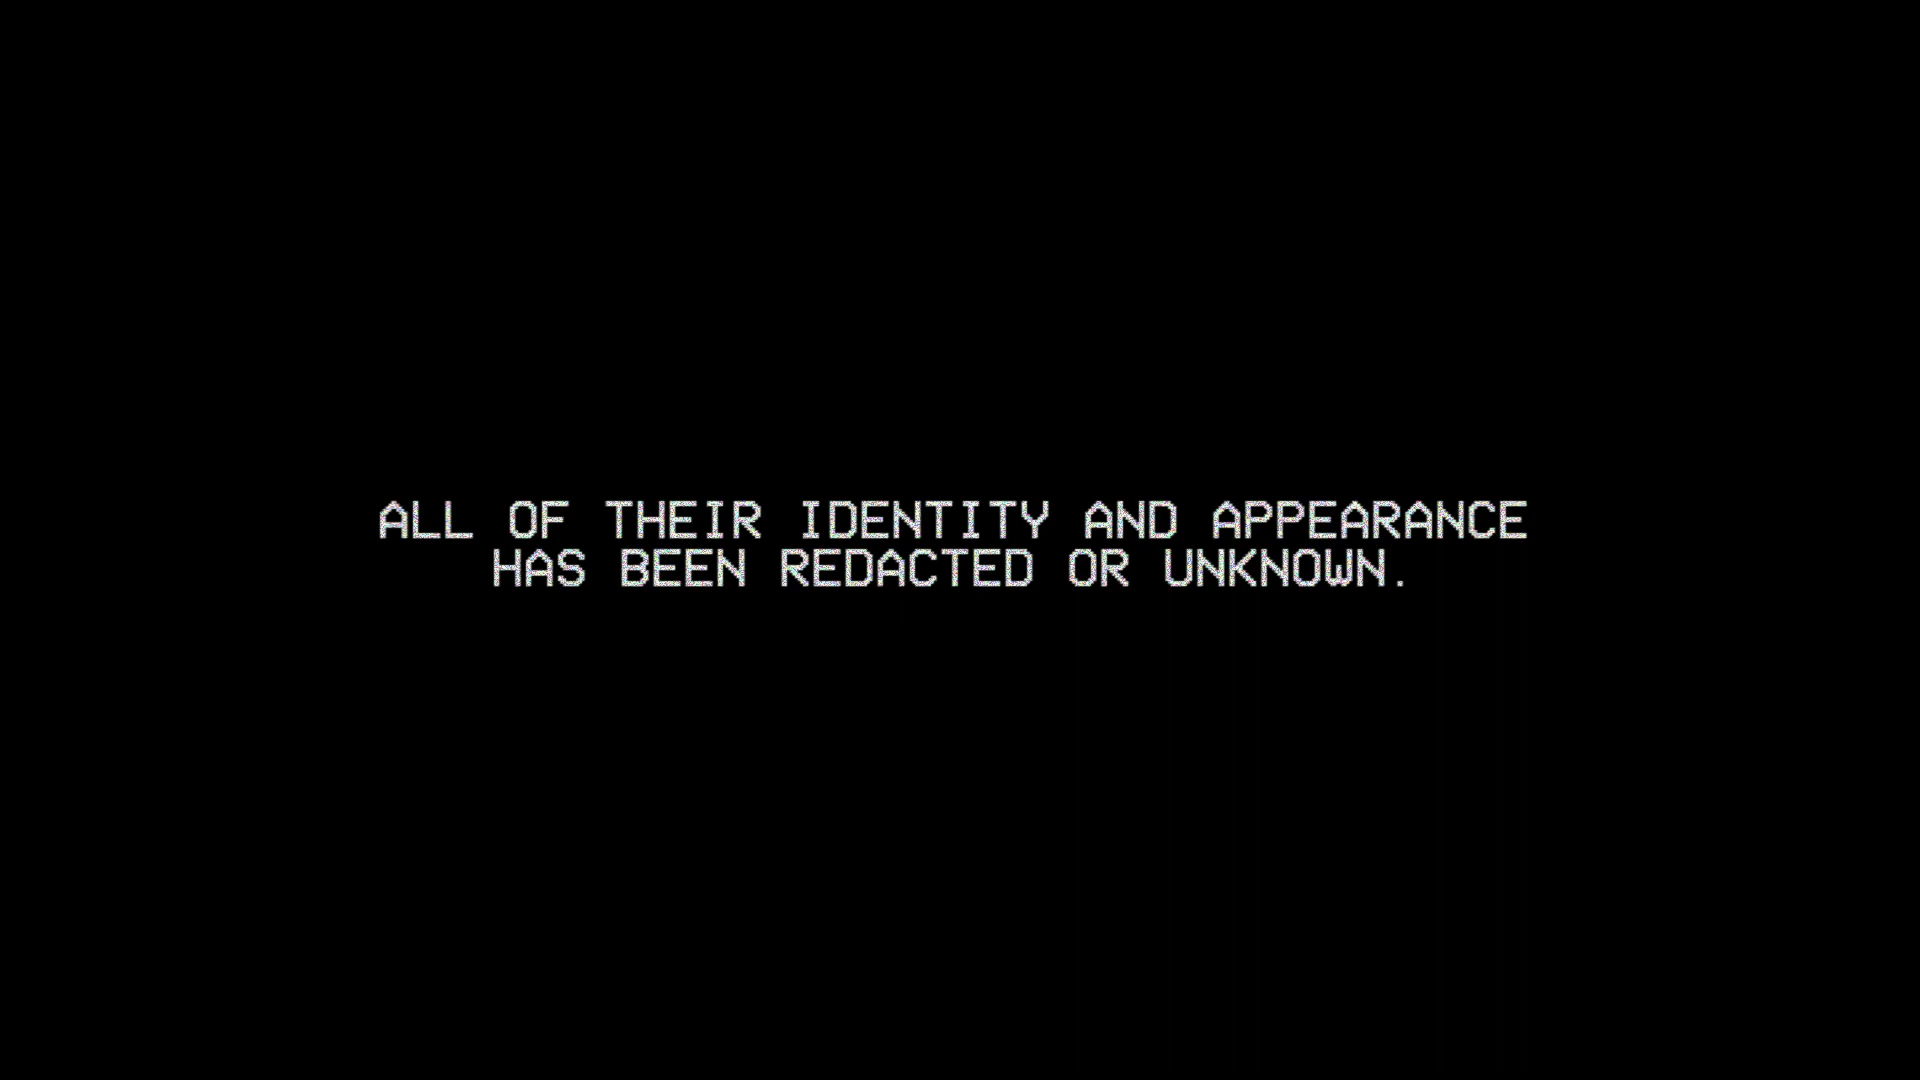 ALL OF THEIR IDENTITY AND APPEARANCE
HAS BEEN REDACTED OR UNKNOWN.